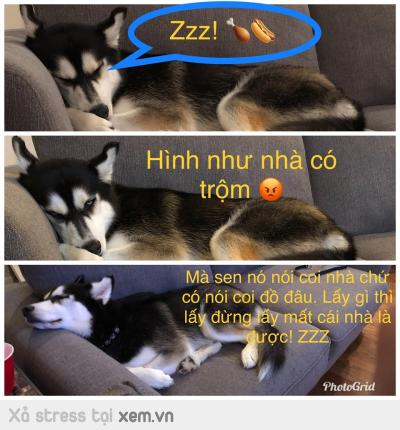 Zzz! 🍗🌭
Hình như nhà có
trộm 😡
Mà sen nó nói coi nhà chứ
có nói coi đồ đâu. Lấy gì thì
lấy đừng lấy mất cái nhà là
được! ZZZ
PhotoGrid
Xả stress tại xem.vn